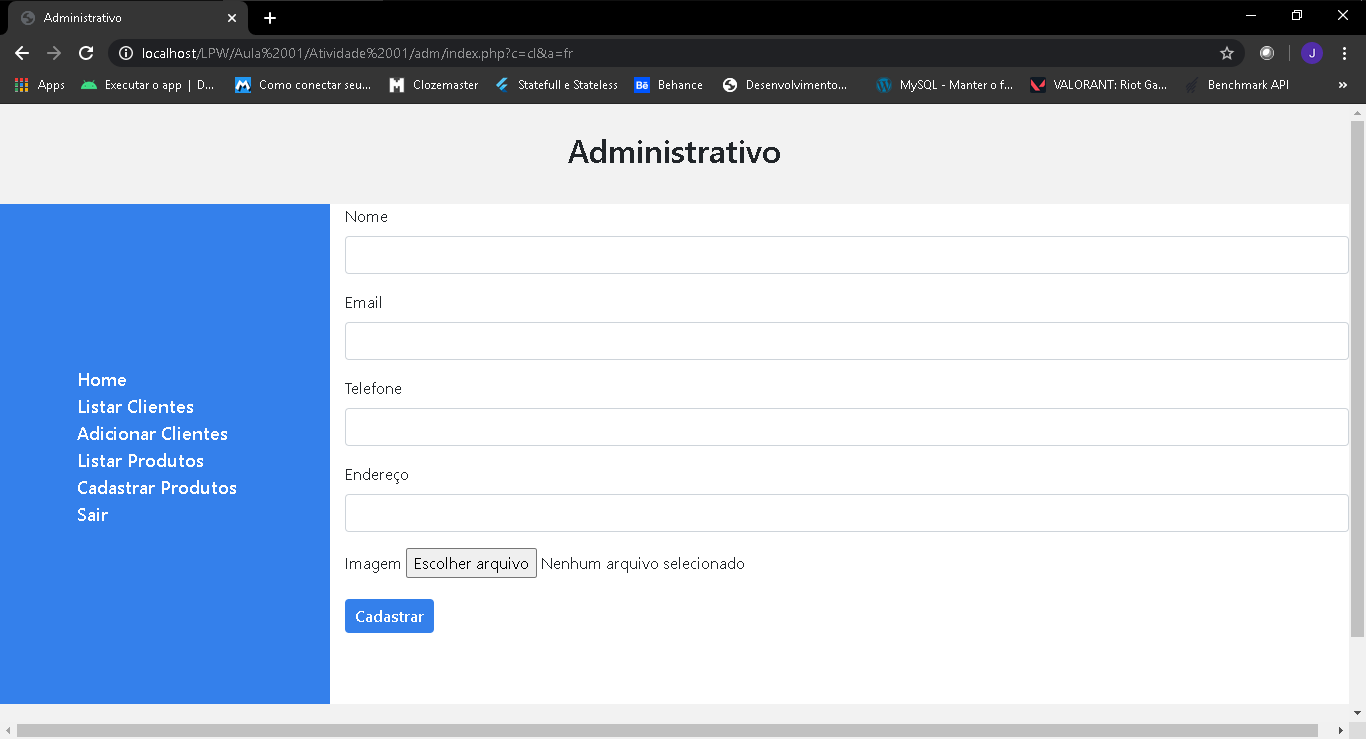 Administrativo
localhost/LPW/Aula%2001/Atividade%2001/adm/index.php?c=cl&a=fr
J
Apps
Executar o app | D...
Como conectar seu...
Clozemaster
Statefull e Stateless
Bē Behance
Desenvolvimento...
MySQL - Manter o f...
VALORANT: Riot Ga...
Benchmark API
»
Administrativo
Home
Listar Clientes
Adicionar Clientes
Listar Produtos
Cadastrar Produtos
Sair
Nome
Email
Telefone
Endereço
Imagem Escolher arquivo Nenhum arquivo selecionado
Cadastrar